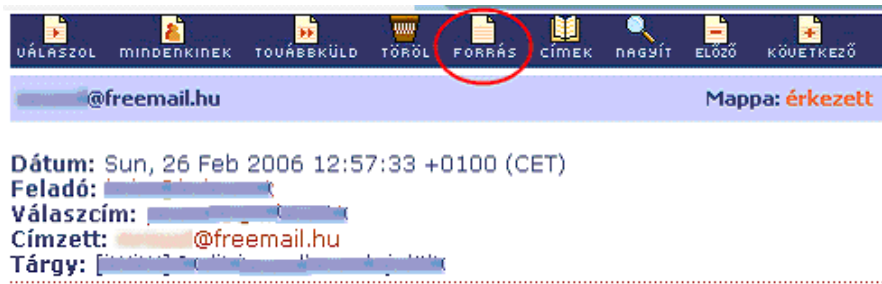 VÁLASZOL MINDENKINEK TOVÁBBKÜLD TÖRÖL FORRÁS CÍMEK NAGYÍT ELŐZŐ KÖVETKEZŐ
@freemail.hu Mappa: érkezett
Dátum: Sun, 26 Feb 2006 12:57:33 +0100 (CET)
Feladó:
Válaszcím:
Címzett: @freemail.hu
Tárgy: [